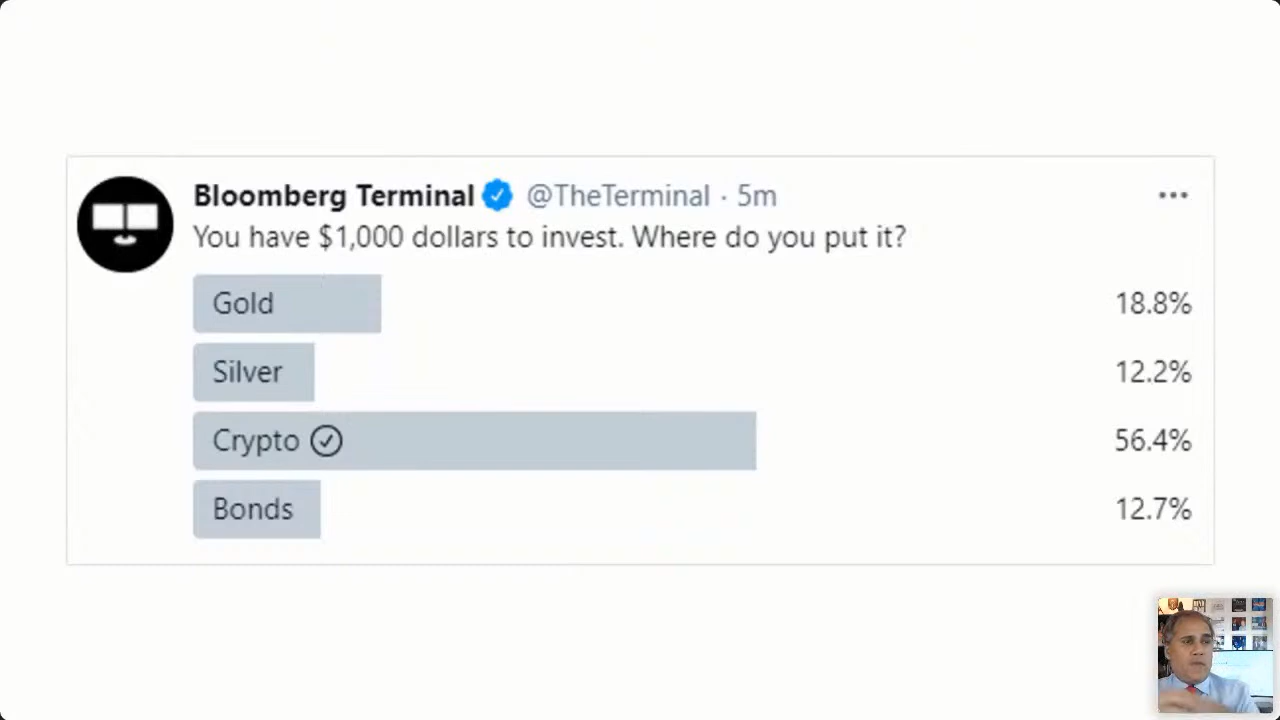 Bloomberg Terminal @TheTerminal · 5m
You have $1,000 dollars to invest. Where do you put it?
Gold 18.8%
Silver 12.2%
Crypto 56.4%
Bonds 12.7%